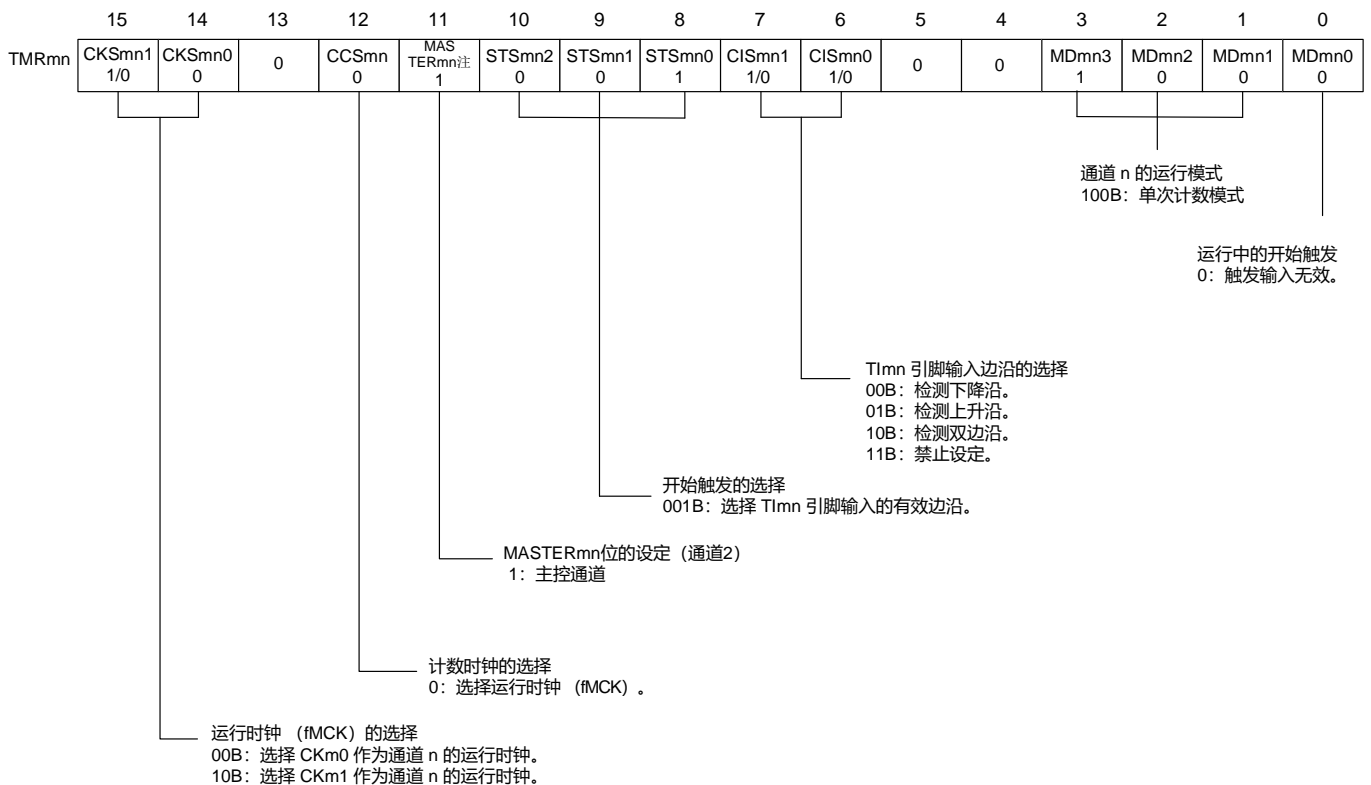 15 14 13 12 11 10 9 8 7 6 5 4 3 2 1 0
TMRmn CKSmn1 CKSmn0 0 CCSmn MAS TERmn注 STSmn2 STSmn1 STSmn0 CISmn1 CISmn0 0 0 MDmn3 MDmn2 MDmn1 MDmn0
1/0 0 0 1 0 0 1 1/0 1/0 1 0 0 0
通道 n 的运行模式
100B：单次计数模式
运行中的开始触发
0：触发输入无效。
TImn 引脚输入边沿的选择
00B：检测下降沿。
01B：检测上升沿。
10B：检测双边沿。
11B：禁止设定。
开始触发的选择
001B：选择 TImn 引脚输入的有效边沿。
MASTERmn位的设定（通道2）
1：主控通道
计数时钟的选择
0：选择运行时钟 （fMCK）。
运行时钟 （fMCK）的选择
00B：选择 CKm0 作为通道 n 的运行时钟。
10B：选择 CKm1 作为通道 n 的运行时钟。